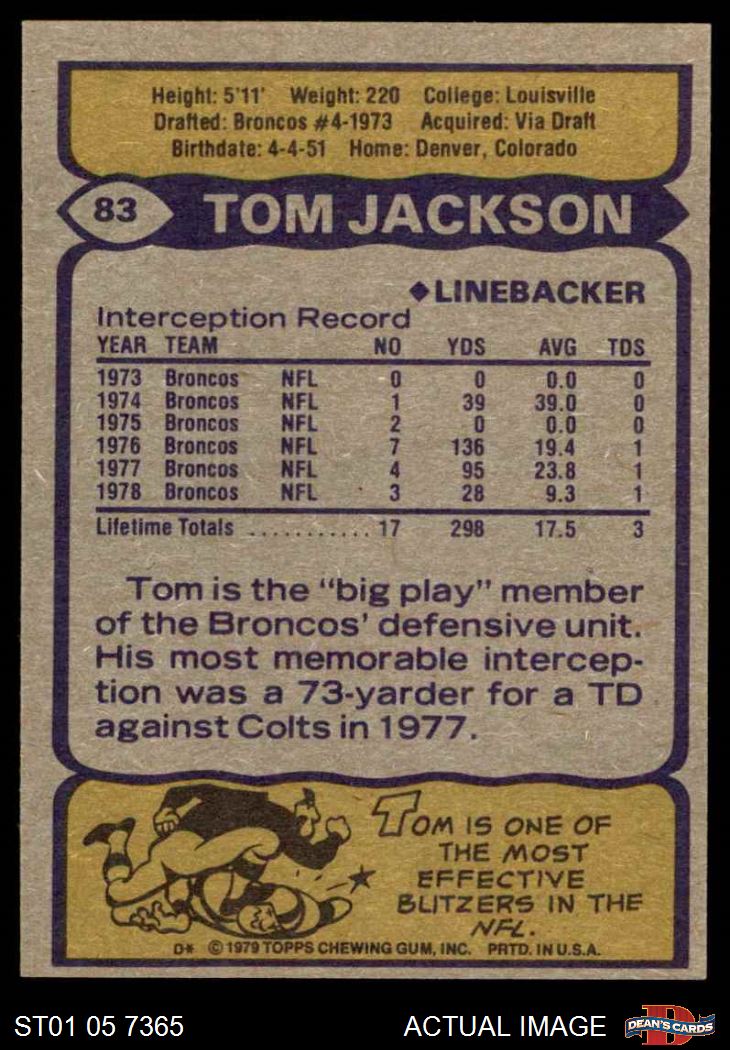 Height: 5'11' Weight: 220 College: Louisville
Drafted: Broncos #4-1973 Acquired: Via Draft
Birthdate: 4-4-51 Home: Denver, Colorado
83 TOM JACKSON
◆LINEBACKER
Interception Record
YEAR TEAM NO YDS AVG TDS
1973 Broncos NFL 0 0 0.0 0
1974 Broncos NFL 1 39 39.0 0
1975 Broncos NFL 2 0 0.0 0
1976 Broncos NFL 7 136 19.4 1
1977 Broncos NFL 4 95 23.8 1
1978 Broncos NFL 3 28 9.3 1
Lifetime Totals ........... 17 298 17.5 3
Tom is the "big play" member
of the Broncos' defensive unit.
His most memorable intercep-
tion was a 73-yarder for a TD
against Colts in 1977.
TOM IS ONE OF
THE MOST
EFFECTIVE
BLITZERS IN THE
NFL.
D* © 1979 TOPPS CHEWING GUM, INC. PRTD. IN U.S.A.
ST01 05 7365 ACTUAL IMAGE D DEAN'S CARDS